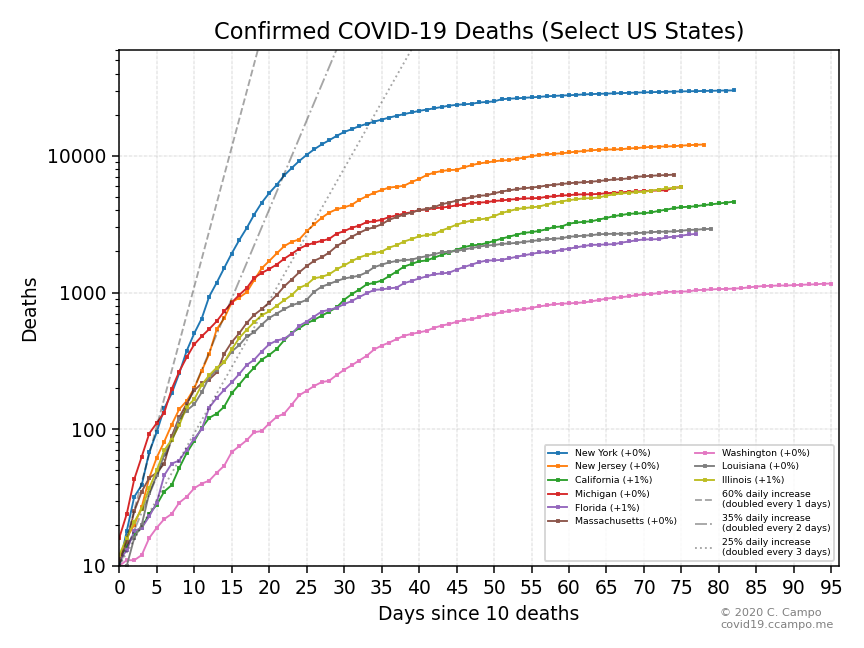 Confirmed COVID-19 Deaths (Select US States)
Deaths
10000
1000
100
10
0 5 10 15 20 25 30 35 40 45 50 55 60 65 70 75 80 85 90 95
Days since 10 deaths
New York (+0%)
New Jersey (+0%)
California (+1%)
Michigan (+0%)
Florida (+1%)
Massachusetts (+0%)
Washington (+0%)
Louisiana (+0%)
Illinois (+1%)
60% daily increase
(doubled every 1 days)
35% daily increase
(doubled every 2 days)
25% daily increase
(doubled every 3 days)
© 2020 C. Campo
covid19.ccampo.me